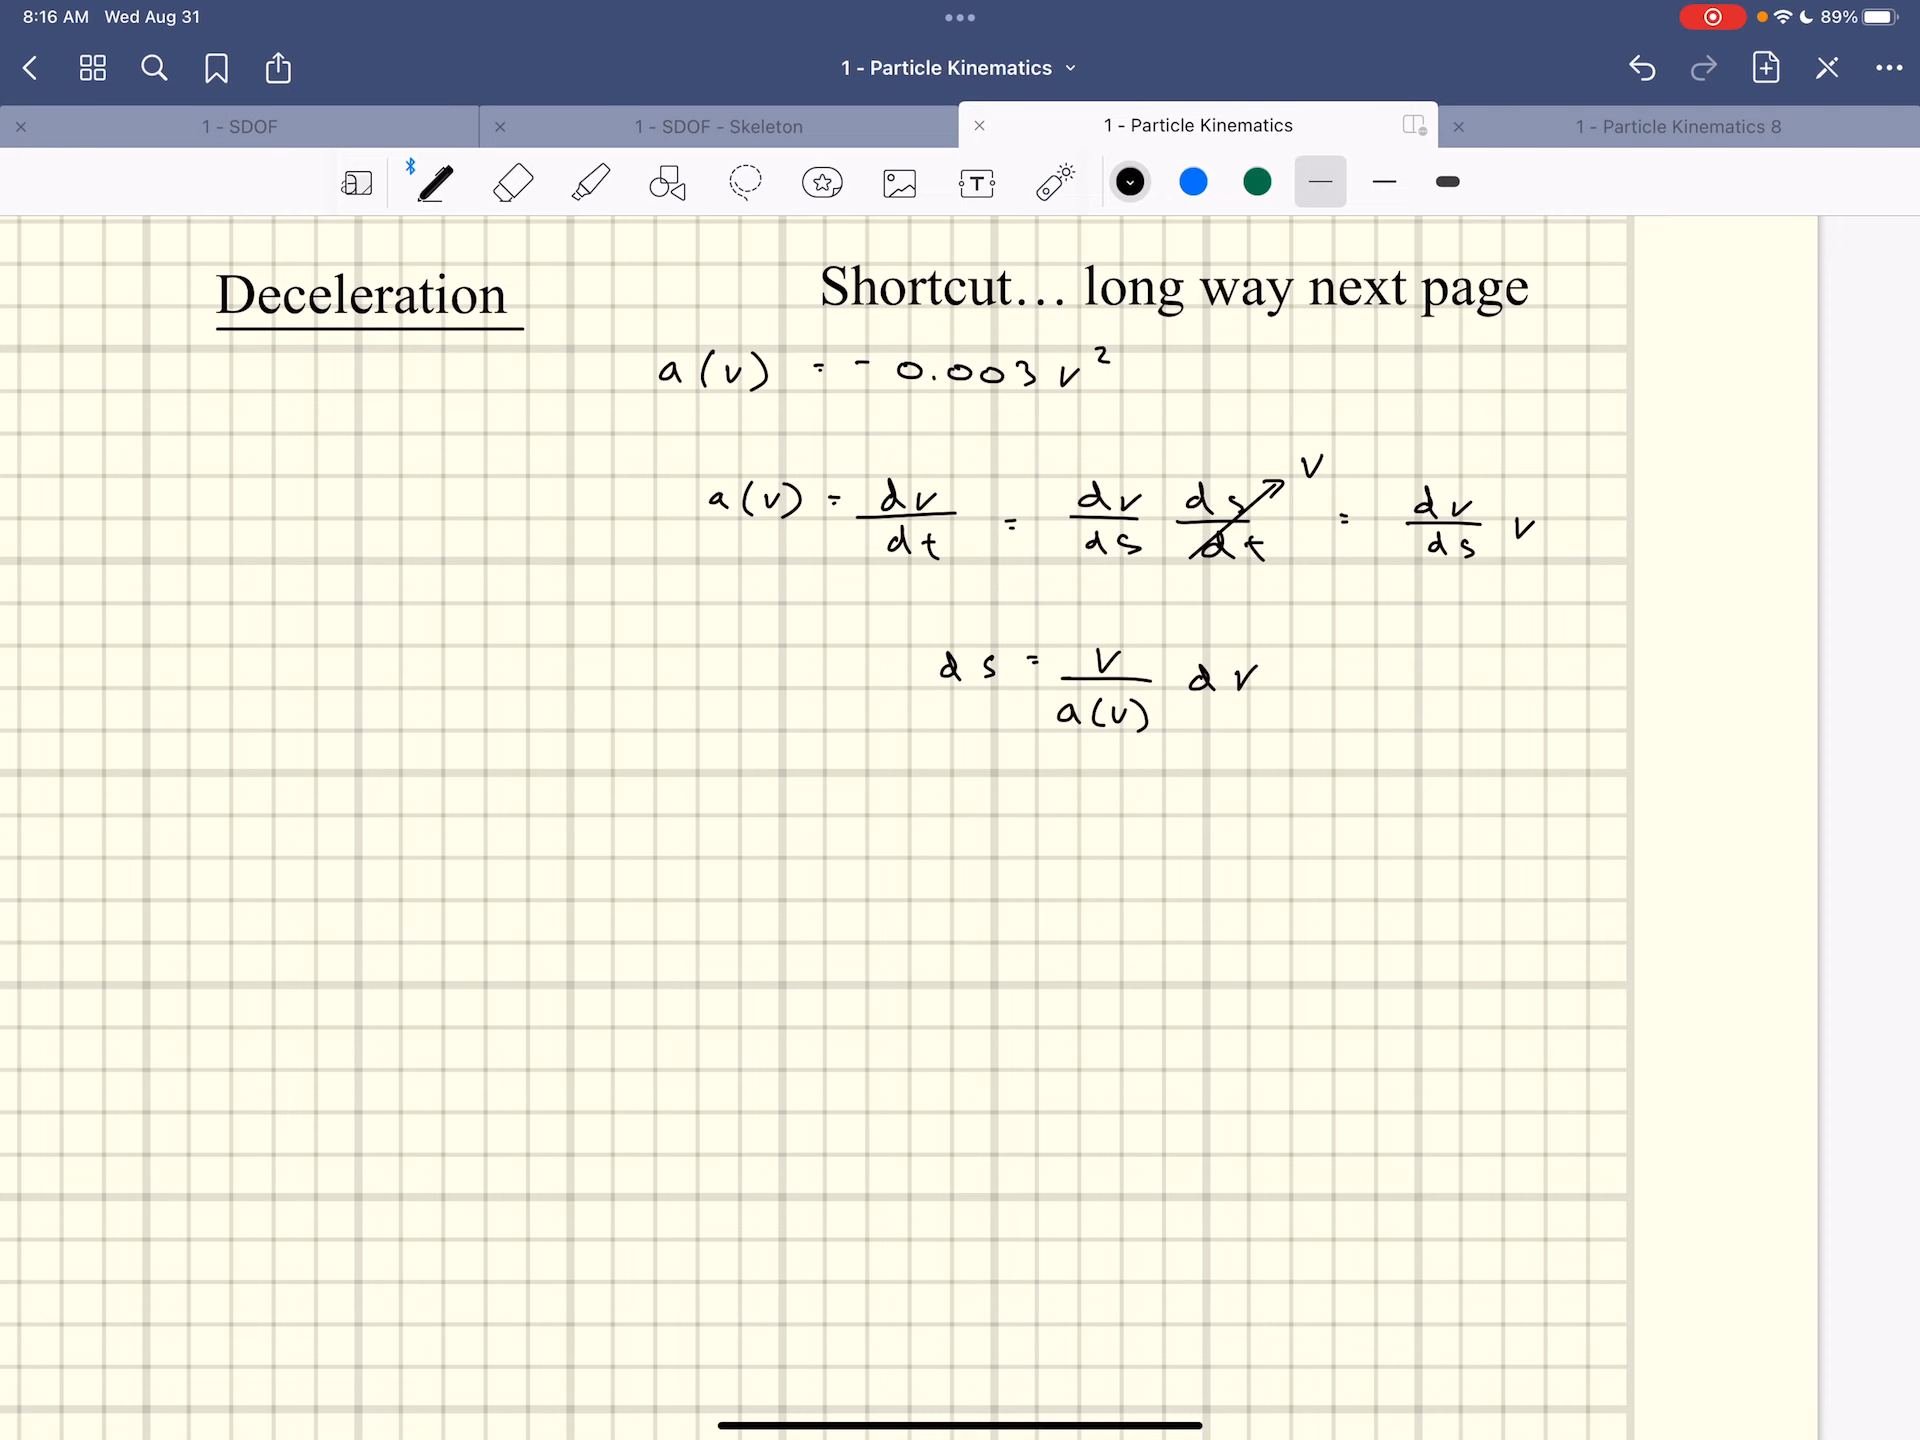 8:16 AM Wed Aug 31
89%
1 - Particle Kinematics
1 - SDOF
1 - SDOF - Skeleton
1 - Particle Kinematics
1 - Particle Kinematics 8
T
Deceleration
Shortcut... long way next page
a(v) = - 0.003 v²
a(v) = dv/dt = dv/ds ds/dt v = dv/ds v
ds = v/a(v) dv